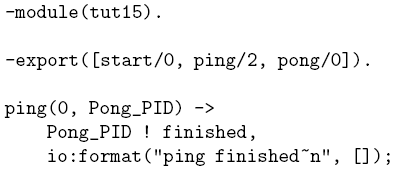 -module(tut15).

-export([start/0, ping/2, pong/0]).

ping(0, Pong_PID) ->
    Pong_PID ! finished,
    io:format("ping finished~n", []);